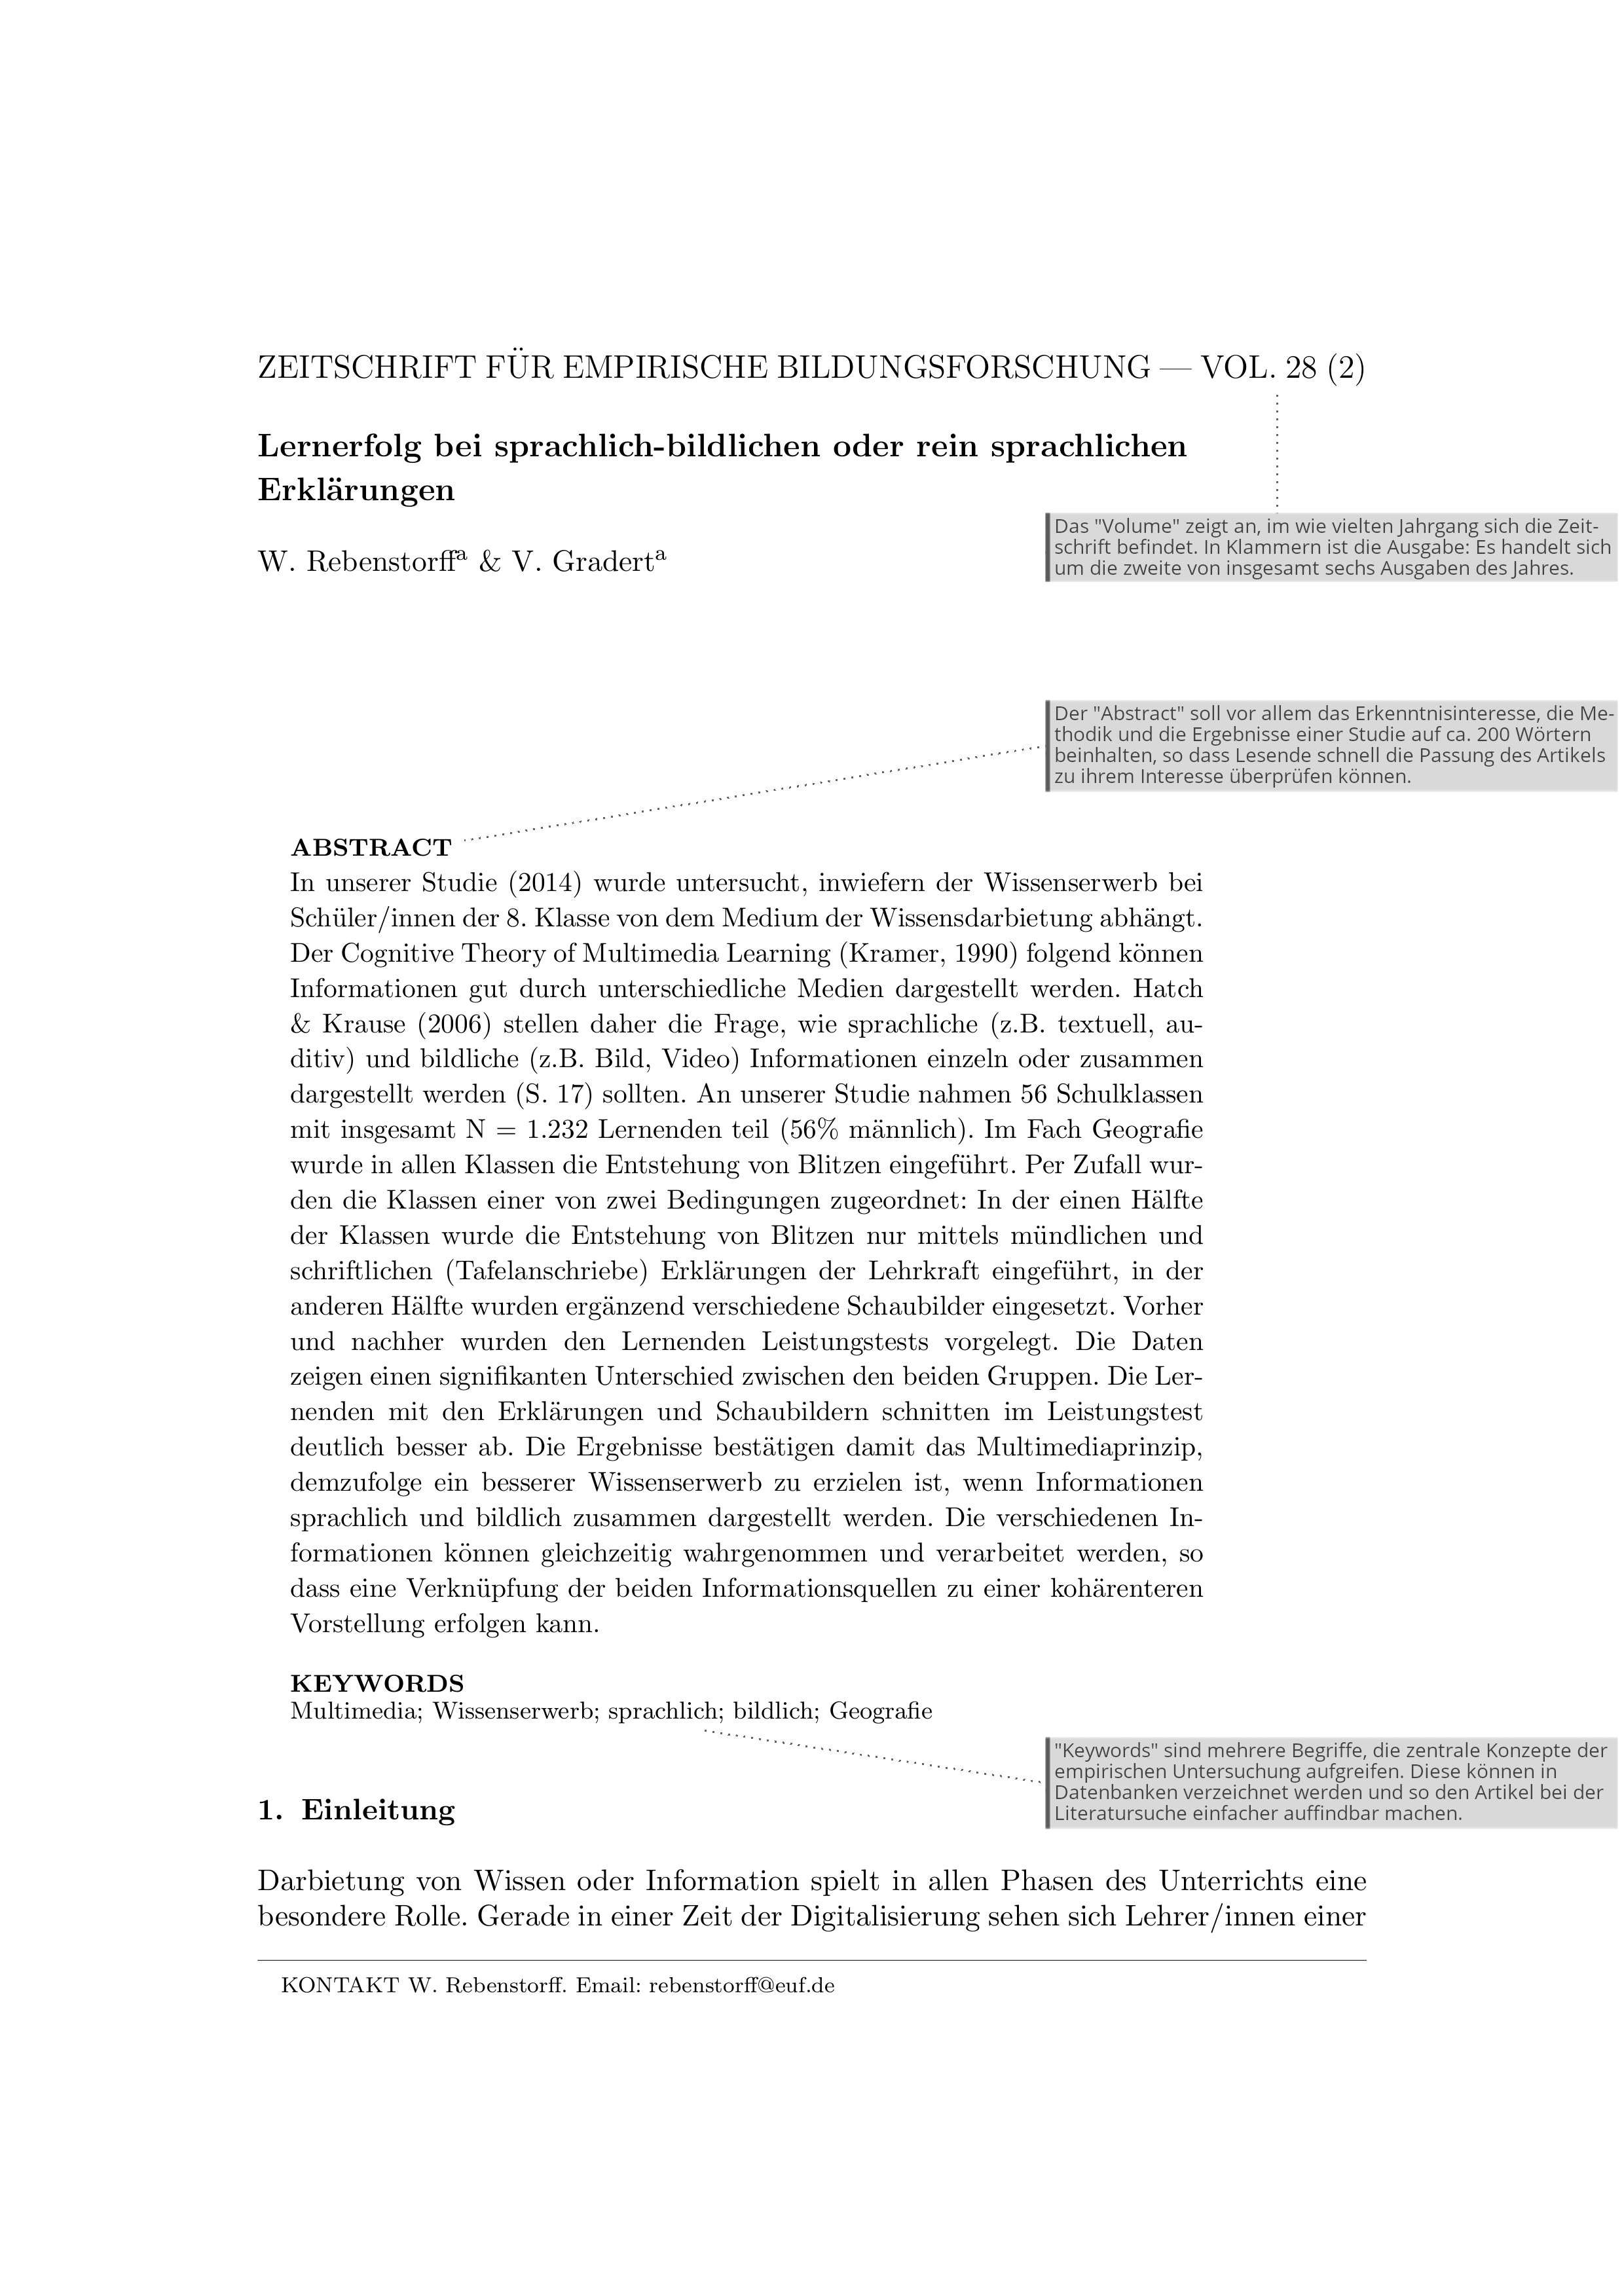 ZEITSCHRIFT FÜR EMPIRISCHE BILDUNGSFORSCHUNG — VOL. 28 (2)
Lernerfolg bei sprachlich-bildlichen oder rein sprachlichen
Erklärungen
W. Rebenstorffᵃ & V. Gradertᵃ
Das "Volume" zeigt an, im wie vielten Jahrgang sich die Zeit-
schrift befindet. In Klammern ist die Ausgabe: Es handelt sich
um die zweite von insgesamt sechs Ausgaben des Jahres.
Der "Abstract" soll vor allem das Erkenntnisinteresse, die Me-
thodik und die Ergebnisse einer Studie auf ca. 200 Wörtern
beinhalten, so dass Lesende schnell die Passung des Artikels
zu ihrem Interesse überprüfen können.
ABSTRACT
In unserer Studie (2014) wurde untersucht, inwiefern der Wissenserwerb bei
Schüler/innen der 8. Klasse von dem Medium der Wissensdarbietung abhängt.
Der Cognitive Theory of Multimedia Learning (Kramer, 1990) folgend können
Informationen gut durch unterschiedliche Medien dargestellt werden. Hatch
& Krause (2006) stellen daher die Frage, wie sprachliche (z.B. textuell, au-
ditiv) und bildliche (z.B. Bild, Video) Informationen einzeln oder zusammen
dargestellt werden (S. 17) sollten. An unserer Studie nahmen 56 Schulklassen
mit insgesamt N = 1.232 Lernenden teil (56% männlich). Im Fach Geografie
wurde in allen Klassen die Entstehung von Blitzen eingeführt. Per Zufall wur-
den die Klassen einer von zwei Bedingungen zugeordnet: In der einen Hälfte
der Klassen wurde die Entstehung von Blitzen nur mittels mündlichen und
schriftlichen (Tafelanschriebe) Erklärungen der Lehrkraft eingeführt, in der
anderen Hälfte wurden ergänzend verschiedene Schaubilder eingesetzt. Vorher
und nachher wurden den Lernenden Leistungstests vorgelegt. Die Daten
zeigen einen signifikanten Unterschied zwischen den beiden Gruppen. Die Ler-
nenden mit den Erklärungen und Schaubildern schnitten im Leistungstest
deutlich besser ab. Die Ergebnisse bestätigen damit das Multimediaprinzip,
demzufolge ein besserer Wissenserwerb zu erzielen ist, wenn Informationen
sprachlich und bildlich zusammen dargestellt werden. Die verschiedenen In-
formationen können gleichzeitig wahrgenommen und verarbeitet werden, so
dass eine Verknüpfung der beiden Informationsquellen zu einer kohärenteren
Vorstellung erfolgen kann.
KEYWORDS
Multimedia; Wissenserwerb; sprachlich; bildlich; Geografie
"Keywords" sind mehrere Begriffe, die zentrale Konzepte der
empirischen Untersuchung aufgreifen. Diese können in
Datenbanken verzeichnet werden und so den Artikel bei der
Literatursuche einfacher auffindbar machen.
1. Einleitung
Darbietung von Wissen oder Information spielt in allen Phasen des Unterrichts eine
besondere Rolle. Gerade in einer Zeit der Digitalisierung sehen sich Lehrer/innen einer
KONTAKT W. Rebenstorff. Email: rebenstorff@euf.de